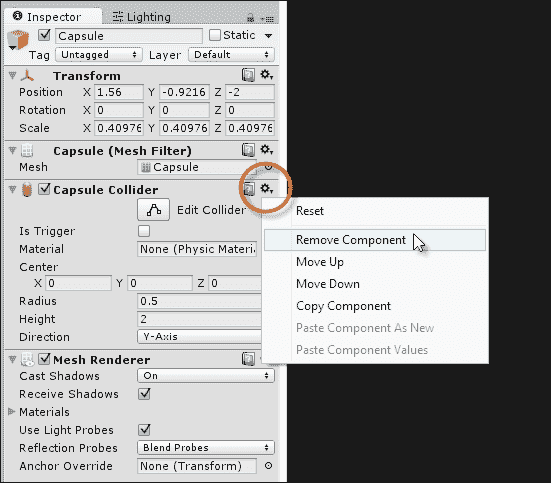 Inspector Lighting
Capsule Static
Tag Untagged Layer Default
Transform
Position X 1.56 Y -0.9216 Z -2
Rotation X 0 Y 0 Z 0
Scale X 0.40976 Y 0.40976 Z 0.40976
Capsule (Mesh Filter)
Mesh Capsule
Capsule Collider
Edit Collider
Reset
Is Trigger
Remove Component
Material None (Physic Materi
Move Up
Center
X 0 Y 0 Z 0
Move Down
Radius 0.5
Copy Component
Height 2
Paste Component As New
Direction Y-Axis
Paste Component Values
Mesh Renderer
Cast Shadows On
Receive Shadows
Materials
Use Light Probes
Reflection Probes Blend Probes
Anchor Override None (Transform)